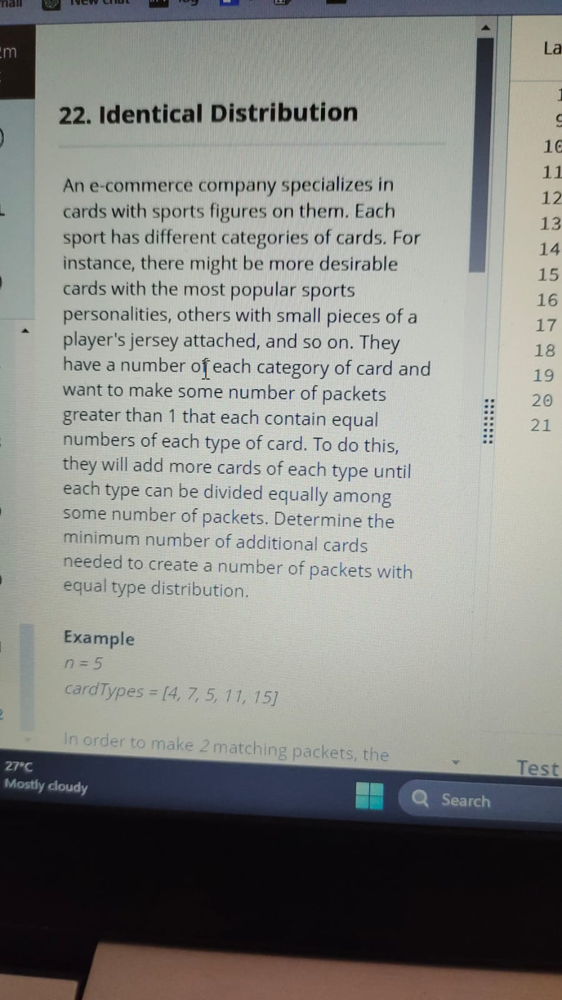 New chat
22. Identical Distribution
An e-commerce company specializes in
cards with sports figures on them. Each
sport has different categories of cards. For
instance, there might be more desirable
cards with the most popular sports
personalities, others with small pieces of a
player's jersey attached, and so on. They
have a number of each category of card and
want to make some number of packets
greater than 1 that each contain equal
numbers of each type of card. To do this,
they will add more cards of each type until
each type can be divided equally among
some number of packets. Determine the
minimum number of additional cards
needed to create a number of packets with
equal type distribution.
Example
n = 5
cardTypes = [4, 7, 5, 11, 15]
In order to make 2 matching packets, the
La
10
11
12
13
14
15
16
17
18
19
20
21
Test
27°C
Mostly cloudy
Search